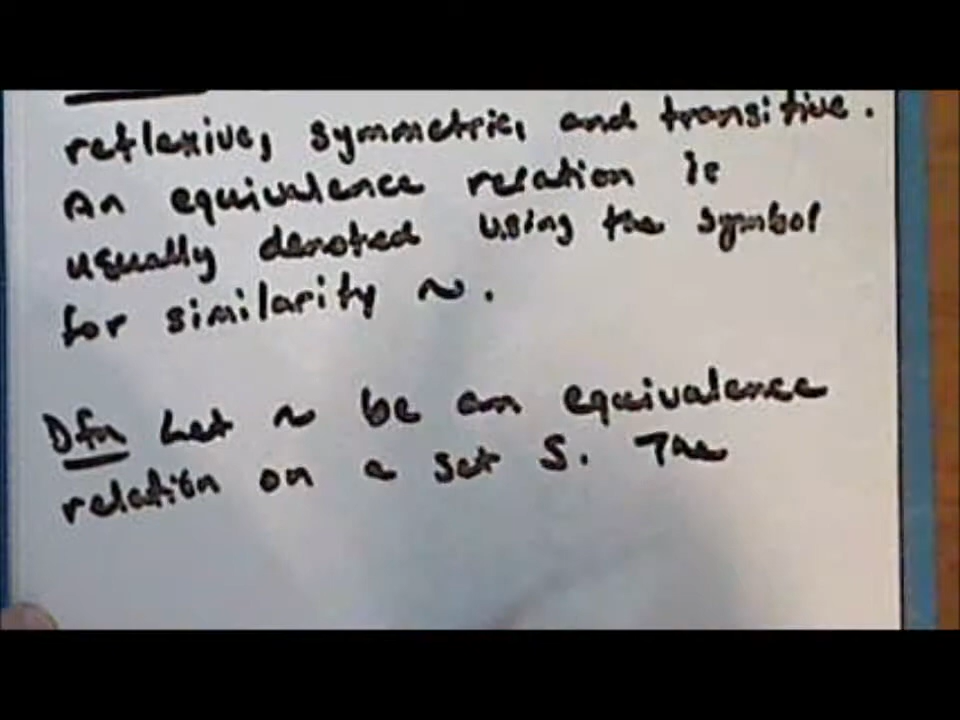 reflexive, symmetric, and transitive.
An equivalence relation is
usually denoted using the symbol
for similarity ~.
Dfn Let ~ be an equivalence
relation on a set S. The